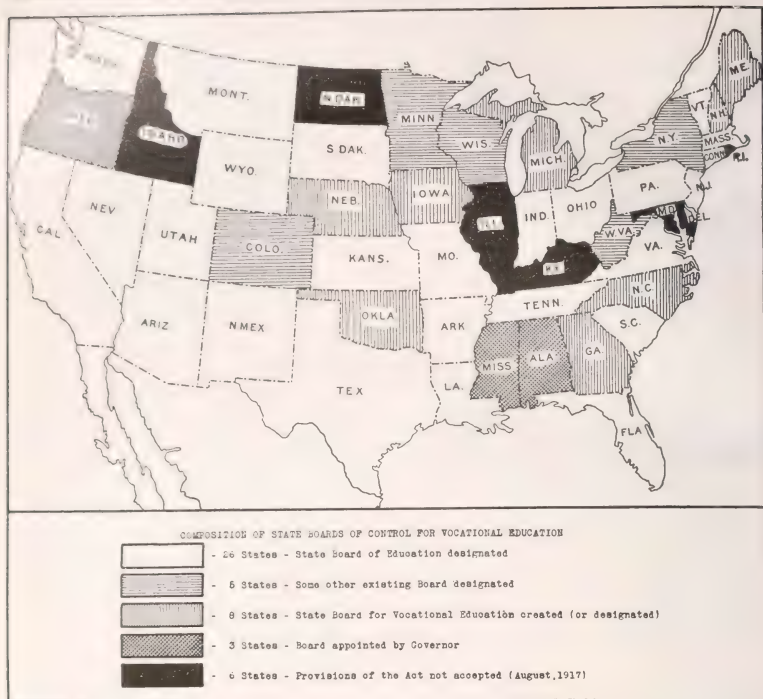 MONT.
N.DAK
MINN
ME.
IDAHO
WIS.
MICH.
VT.
N.H.
N.Y.
MASS
CONN
R.I.
WYO.
S DAK.
NEB.
IOWA
PA.
N.J.
NEV
UTAH
COLO.
KANS.
MO.
ILL
IND.
OHIO
W.VA.
MD.
DEL.
VA.
CAL
KY.
ARIZ
N MEX
OKLA
ARK
TENN.
N.C.
S.C.
TEX
LA.
MISS
ALA
GA.
FLA
COMPOSITION OF STATE BOARDS OF CONTROL FOR VOCATIONAL EDUCATION
- 26 States - State Board of Education designated
- 5 States - Some other existing Board designated
- 8 States - State Board for Vocational Education created (or designated)
- 3 States - Board appointed by Governor
- 6 States - Provisions of the Act not accepted (August,1917)